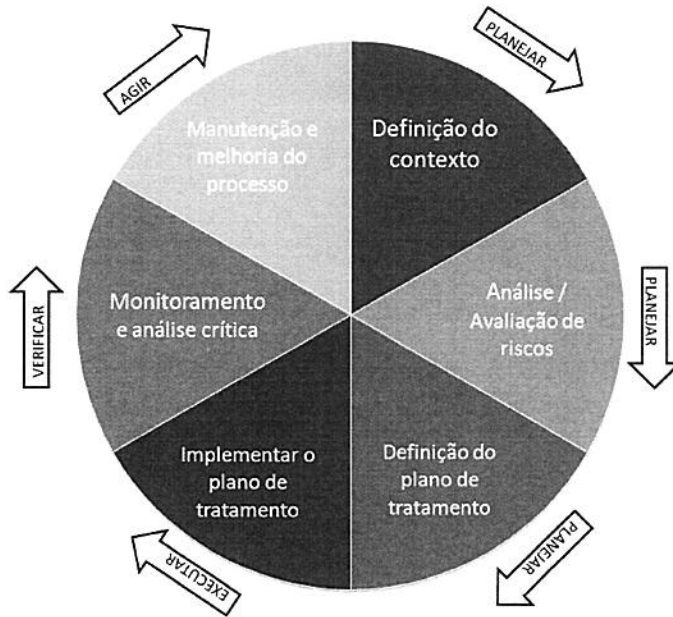 PLANEJAR
Definição do
contexto
PLANEJAR
Análise /
Avaliação de
riscos
PLANEJAR
Definição do
plano de
tratamento
EXECUTAR
Implementar o
plano de
tratamento
VERIFICAR
Monitoramento
e análise crítica
AGIR
Manutenção e
melhoria do
processo